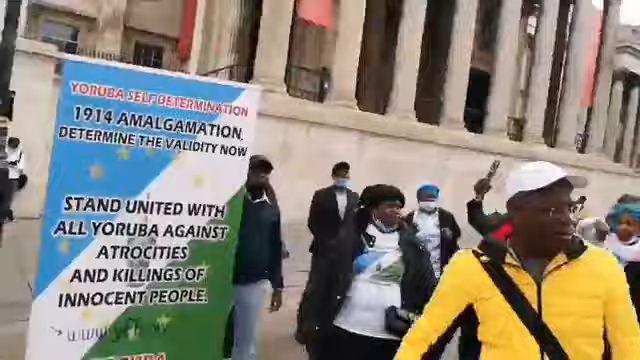 YORUBA SELF DETERMINATION
1914 AMALGAMATION,
DETERMINE THE VALIDITY NOW
STAND UNITED WITH
ALL YORUBA AGAINST
ATROCITIES
AND KILLINGS OF
INNOCENT PEOPLE.